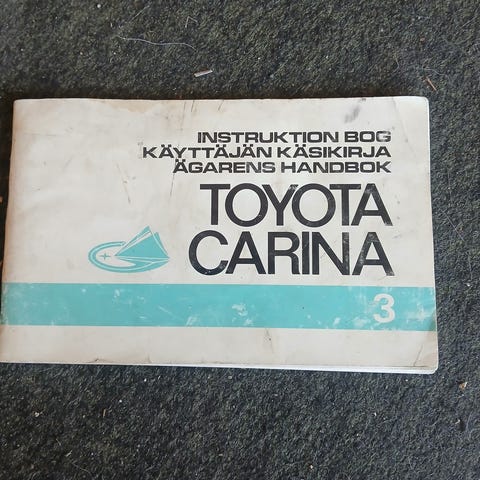 INSTRUKTION BOG
KÄYTTÄJÄN KÄSIKIRJA
ÄGARENS HANDBOK
TOYOTA
CARINA
3